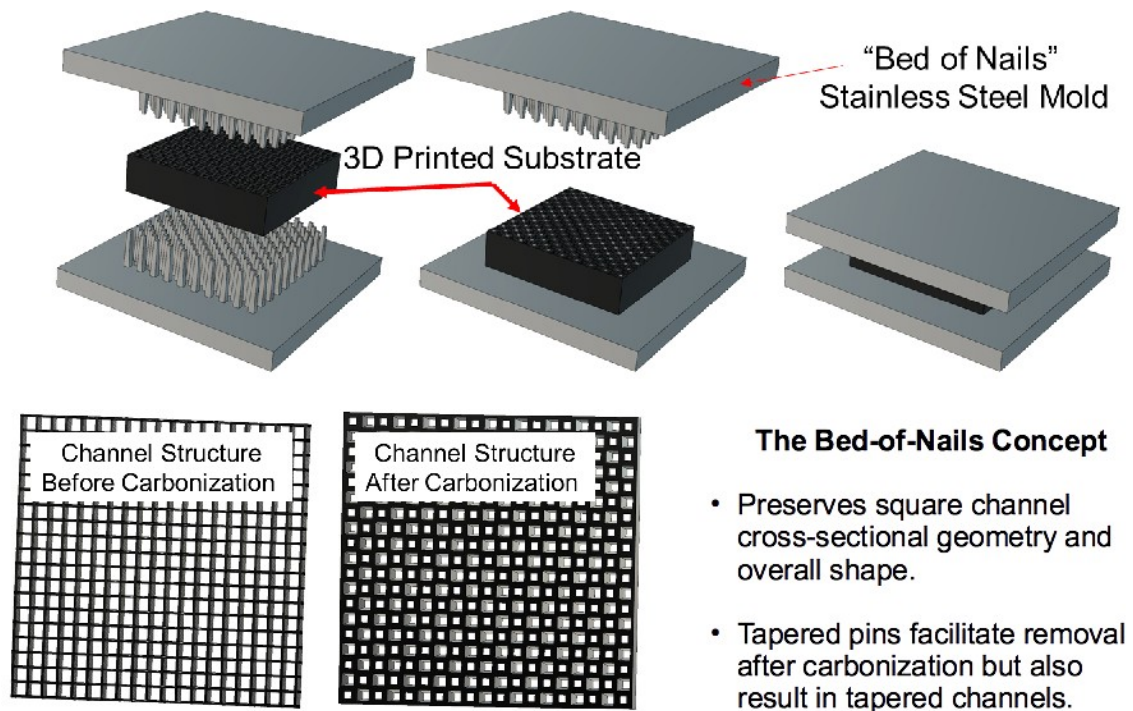 “Bed of Nails”
Stainless Steel Mold
3D Printed Substrate
Channel Structure
Before Carbonization
Channel Structure
After Carbonization
The Bed-of-Nails Concept
• Preserves square channel
cross-sectional geometry and
overall shape.
• Tapered pins facilitate removal
after carbonization but also
result in tapered channels.